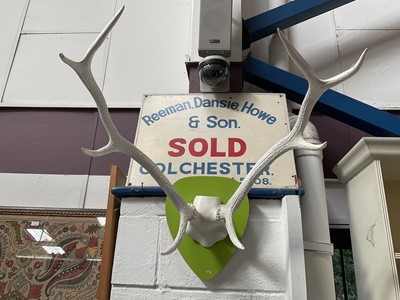 Reeman, Dansie, Howe
& Son.
SOLD
COLCHESTER.